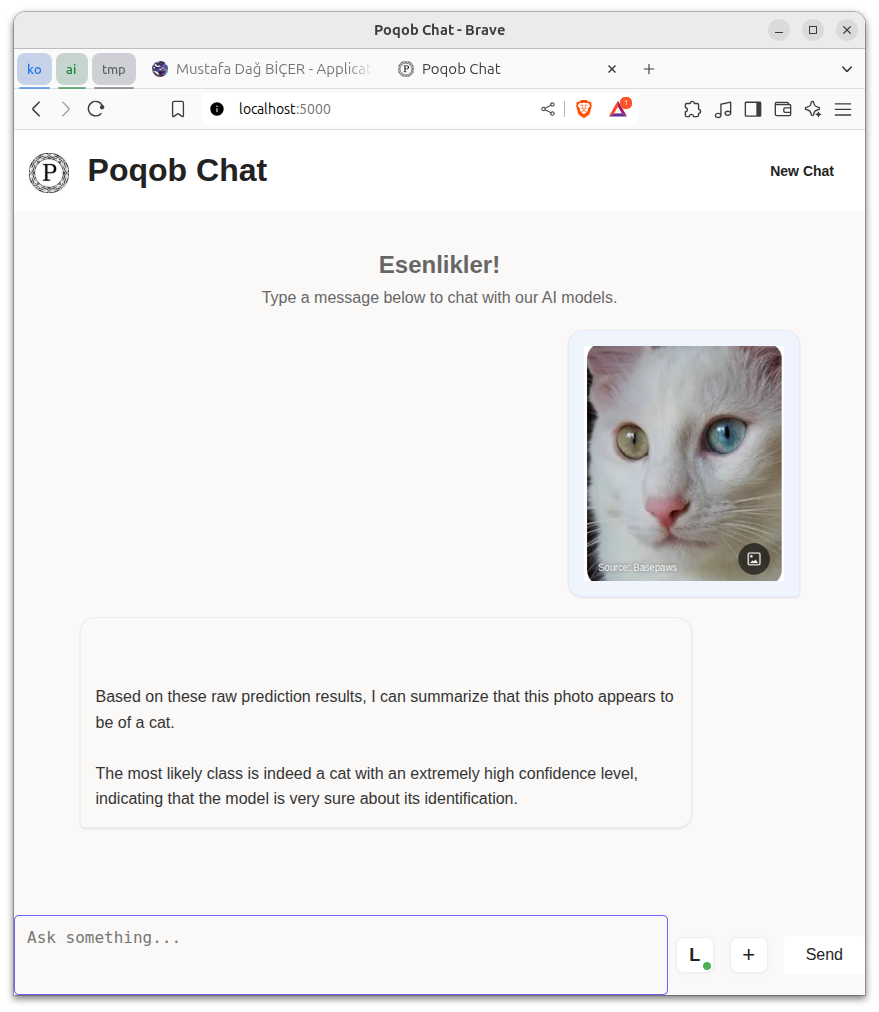 Poqob Chat - Brave
ko
ai
tmp
Mustafa Dağ BİÇER - Applicat
Poqob Chat
localhost:5000
1
P
Poqob Chat
New Chat
Esenlikler!
Type a message below to chat with our AI models.
Source: Basepaws
Based on these raw prediction results, I can summarize that this photo appears to
be of a cat.
The most likely class is indeed a cat with an extremely high confidence level,
indicating that the model is very sure about its identification.
Ask something...
L
+
Send